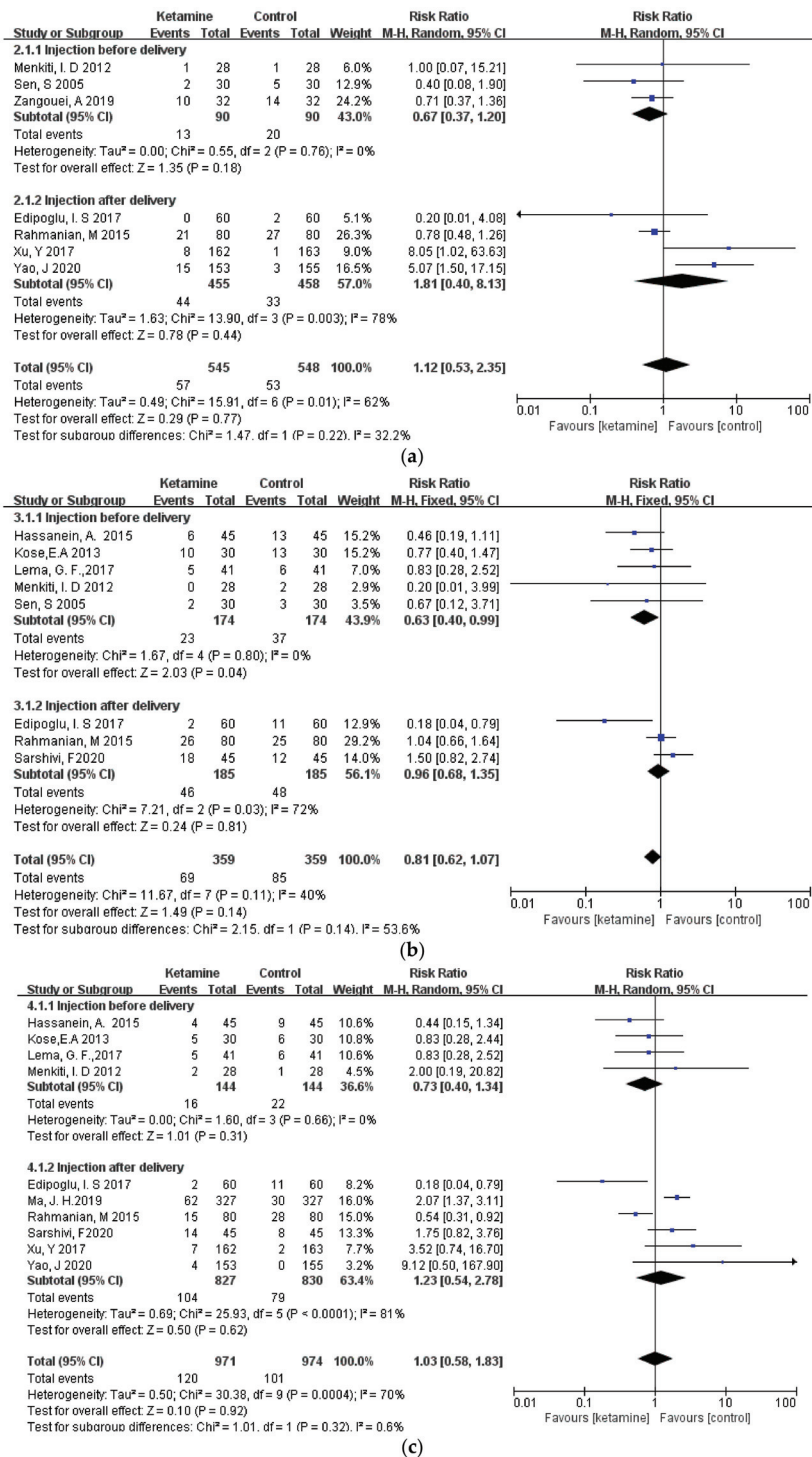 Ketamine Control Risk Ratio Risk Ratio
Study or Subgroup Events Total Events Total Weight M-H, Random, 95% CI M-H, Random, 95% CI
2.1.1 Injection before delivery
Menkiti, I. D 2012 1 28 1 28 6.0% 1.00 [0.07, 15.21]
Sen, S 2005 2 30 5 30 12.9% 0.40 [0.08, 1.90]
Zangouei, A 2019 10 32 14 32 24.2% 0.71 [0.37, 1.36]
Subtotal (95% CI) 90 90 43.0% 0.67 [0.37, 1.20]
Total events 13 20
Heterogeneity: Tau² = 0.00; Chi² = 0.55, df = 2 (P = 0.76); I² = 0%
Test for overall effect: Z = 1.35 (P = 0.18)
2.1.2 Injection after delivery
Edipoglu, I. S 2017 0 60 2 60 5.1% 0.20 [0.01, 4.08]
Rahmanian, M 2015 21 80 27 80 26.3% 0.78 [0.48, 1.26]
Xu, Y 2017 8 162 1 163 9.0% 8.05 [1.02, 63.63]
Yao, J 2020 15 153 3 155 16.5% 5.07 [1.50, 17.15]
Subtotal (95% CI) 455 458 57.0% 1.81 [0.40, 8.13]
Total events 44 33
Heterogeneity: Tau² = 1.63; Chi² = 13.90, df = 3 (P = 0.003); I² = 78%
Test for overall effect: Z = 0.78 (P = 0.44)
Total (95% CI) 545 548 100.0% 1.12 [0.53, 2.35]
Total events 57 53
Heterogeneity: Tau² = 0.49; Chi² = 15.91, df = 6 (P = 0.01); I² = 62%
Test for overall effect: Z = 0.29 (P = 0.77)
Test for subgroup differences: Chi² = 1.47, df = 1 (P = 0.22), I² = 32.2%
0.01 0.1 1 10 100
Favours [ketamine] Favours [control]
(a)
Ketamine Control Risk Ratio Risk Ratio
Study or Subgroup Events Total Events Total Weight M-H, Fixed, 95% CI M-H, Fixed, 95% CI
3.1.1 Injection before delivery
Hassanein, A. 2015 6 45 13 45 15.2% 0.46 [0.19, 1.11]
Kose,E.A 2013 10 30 13 30 15.2% 0.77 [0.40, 1.47]
Lema, G. F.,2017 5 41 6 41 7.0% 0.83 [0.28, 2.52]
Menkiti, I. D 2012 0 28 2 28 2.9% 0.20 [0.01, 3.99]
Sen, S 2005 2 30 3 30 3.5% 0.67 [0.12, 3.71]
Subtotal (95% CI) 174 174 43.9% 0.63 [0.40, 0.99]
Total events 23 37
Heterogeneity: Chi² = 1.67, df = 4 (P = 0.80); I² = 0%
Test for overall effect: Z = 2.03 (P = 0.04)
3.1.2 Injection after delivery
Edipoglu, I. S 2017 2 60 11 60 12.9% 0.18 [0.04, 0.79]
Rahmanian, M 2015 26 80 25 80 29.2% 1.04 [0.66, 1.64]
Sarshivi, F2020 18 45 12 45 14.0% 1.50 [0.82, 2.74]
Subtotal (95% CI) 185 185 56.1% 0.96 [0.68, 1.35]
Total events 46 48
Heterogeneity: Chi² = 7.21, df = 2 (P = 0.03); I² = 72%
Test for overall effect: Z = 0.24 (P = 0.81)
Total (95% CI) 359 359 100.0% 0.81 [0.62, 1.07]
Total events 69 85
Heterogeneity: Chi² = 11.67, df = 7 (P = 0.11); I² = 40%
Test for overall effect: Z = 1.49 (P = 0.14)
Test for subgroup differences: Chi² = 2.15, df = 1 (P = 0.14), I² = 53.6%
0.01 0.1 1 10 100
Favours [ketamine] Favours [control]
(b)
Ketamine Control Risk Ratio Risk Ratio
Study or Subgroup Events Total Events Total Weight M-H, Random, 95% CI M-H, Random, 95% CI
4.1.1 Injection before delivery
Hassanein, A. 2015 4 45 9 45 10.6% 0.44 [0.15, 1.34]
Kose,E.A 2013 5 30 6 30 10.8% 0.83 [0.28, 2.44]
Lema, G. F.,2017 5 41 6 41 10.6% 0.83 [0.28, 2.52]
Menkiti, I. D 2012 2 28 1 28 4.5% 2.00 [0.19, 20.82]
Subtotal (95% CI) 144 144 36.6% 0.73 [0.40, 1.34]
Total events 16 22
Heterogeneity: Tau² = 0.00; Chi² = 1.60, df = 3 (P = 0.66); I² = 0%
Test for overall effect: Z = 1.01 (P = 0.31)
4.1.2 Injection after delivery
Edipoglu, I. S 2017 2 60 11 60 8.2% 0.18 [0.04, 0.79]
Ma, J. H.2019 62 327 30 327 16.0% 2.07 [1.37, 3.11]
Rahmanian, M 2015 15 80 28 80 15.0% 0.54 [0.31, 0.92]
Sarshivi, F2020 14 45 8 45 13.3% 1.75 [0.82, 3.76]
Xu, Y 2017 7 162 2 163 7.7% 3.52 [0.74, 16.70]
Yao, J 2020 4 153 0 155 3.2% 9.12 [0.50, 167.90]
Subtotal (95% CI) 827 830 63.4% 1.23 [0.54, 2.78]
Total events 104 79
Heterogeneity: Tau² = 0.69; Chi² = 25.93, df = 5 (P < 0.0001); I² = 81%
Test for overall effect: Z = 0.50 (P = 0.62)
Total (95% CI) 971 974 100.0% 1.03 [0.58, 1.83]
Total events 120 101
Heterogeneity: Tau² = 0.50; Chi² = 30.38, df = 9 (P = 0.0004); I² = 70%
Test for overall effect: Z = 0.10 (P = 0.92)
Test for subgroup differences: Chi² = 1.01, df = 1 (P = 0.32), I² = 0.6%
0.01 0.1 1 10 100
Favours [ketamine] Favours [control]
(c)